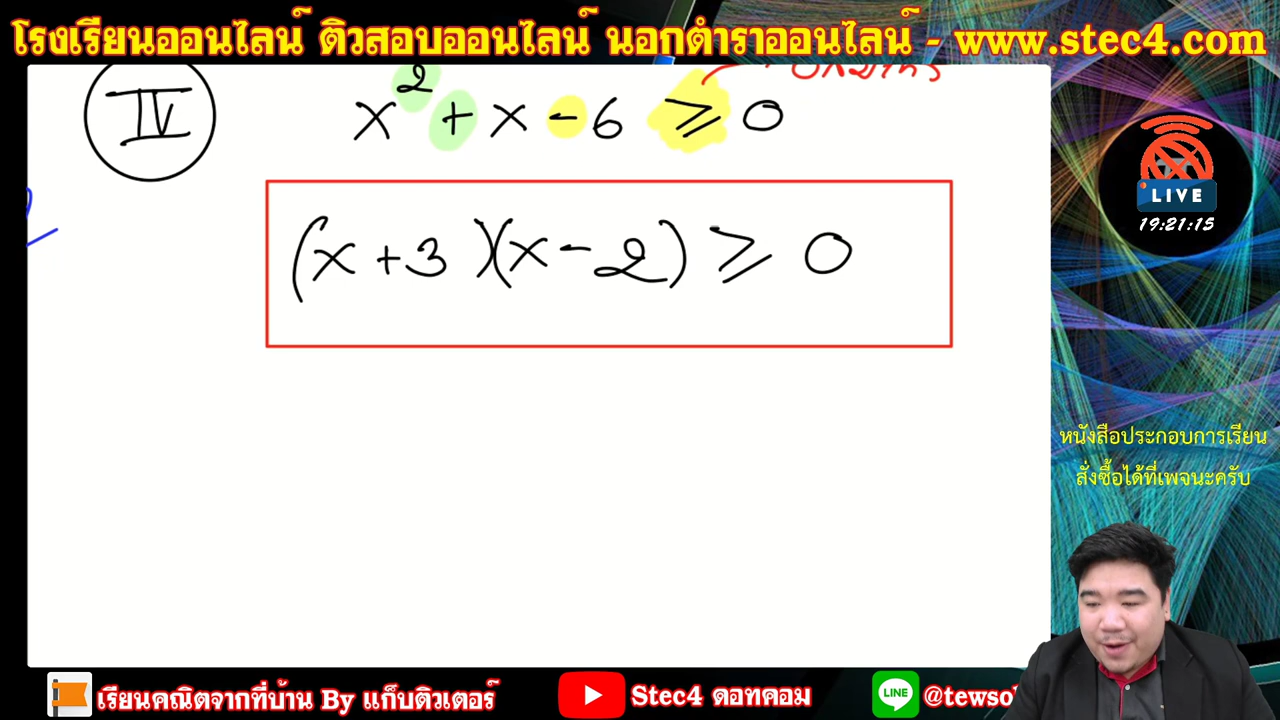 โรงเรียนออนไลน์ ติวสอบออนไลน์ นอกตำราออนไลน์ - www.stec4.com
IV
x² + x - 6 ≥ 0
(x + 3)(x - 2) ≥ 0
LIVE
19:21:15
หนังสือประกอบการเรียน
สั่งซื้อได้ที่เพจนะครับ
เรียนคณิตจากที่บ้าน By แก็บติวเตอร์
Stec4 ดอทคอม
LINE